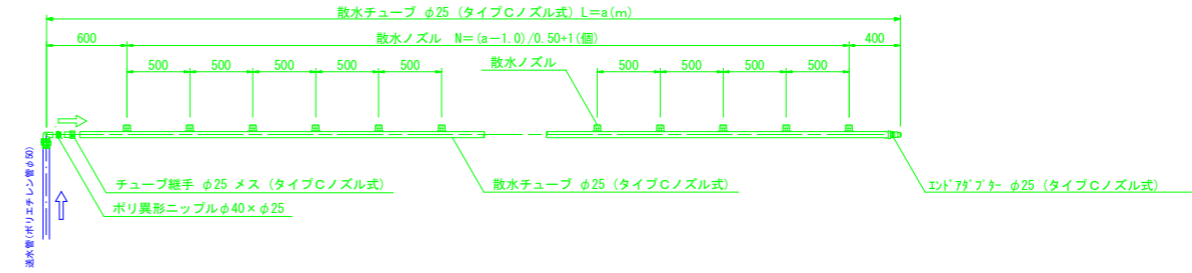 散水チューブ φ25 (タイプCノズル式) L=a(m)
600
散水ノズル N=(a-1.0)/0.50+1(個)
400
500 500 500 500 500
散水ノズル
500 500 500 500
チューブ継手 φ25 メス (タイプCノズル式)
散水チューブ φ25 (タイプCノズル式)
エンドアダプター φ25 (タイプCノズル式)
ポリ異形ニップルφ40×φ25
送水管(ポリエチレン管φ50)